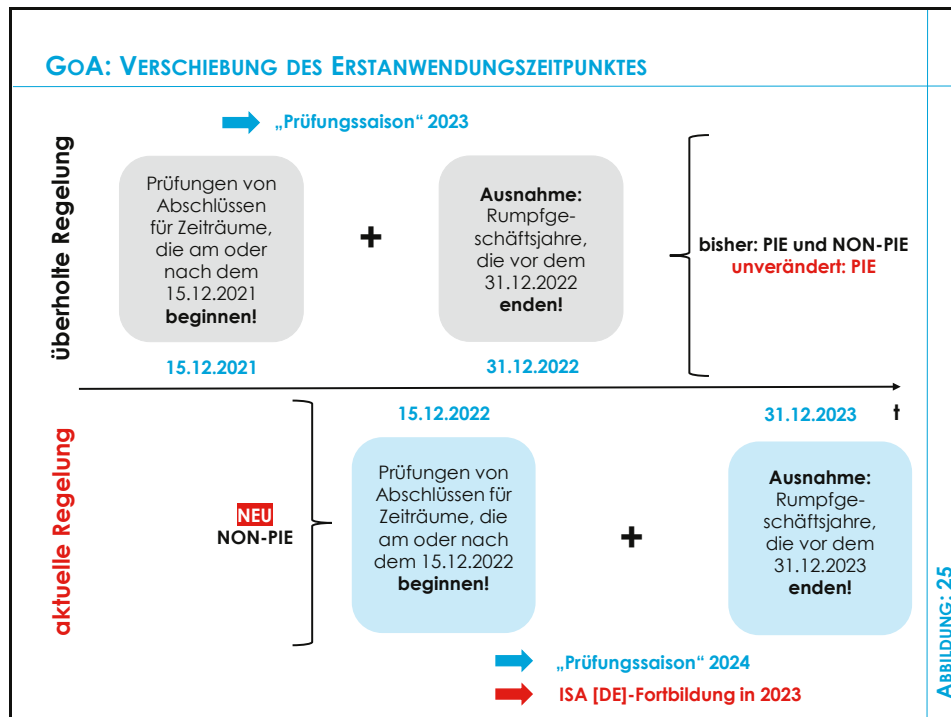 GoA: Verschiebung des Erstanwendungszeitpunktes
„Prüfungssaison“ 2023
überholte Regelung
Prüfungen von
Abschlüssen
für Zeiträume,
die am oder
nach dem
15.12.2021
beginnen!
+
Ausnahme:
Rumpfge-
schäftsjahre,
die vor dem
31.12.2022
enden!
bisher: PIE und NON-PIE
unverändert: PIE
15.12.2021
31.12.2022
15.12.2022
31.12.2023
t
aktuelle Regelung
NEU
NON-PIE
Prüfungen von
Abschlüssen für
Zeiträume, die
am oder nach
dem 15.12.2022
beginnen!
+
Ausnahme:
Rumpfge-
schäftsjahre,
die vor dem
31.12.2023
enden!
„Prüfungssaison“ 2024
ISA [DE]-Fortbildung in 2023
Abbildung: 25